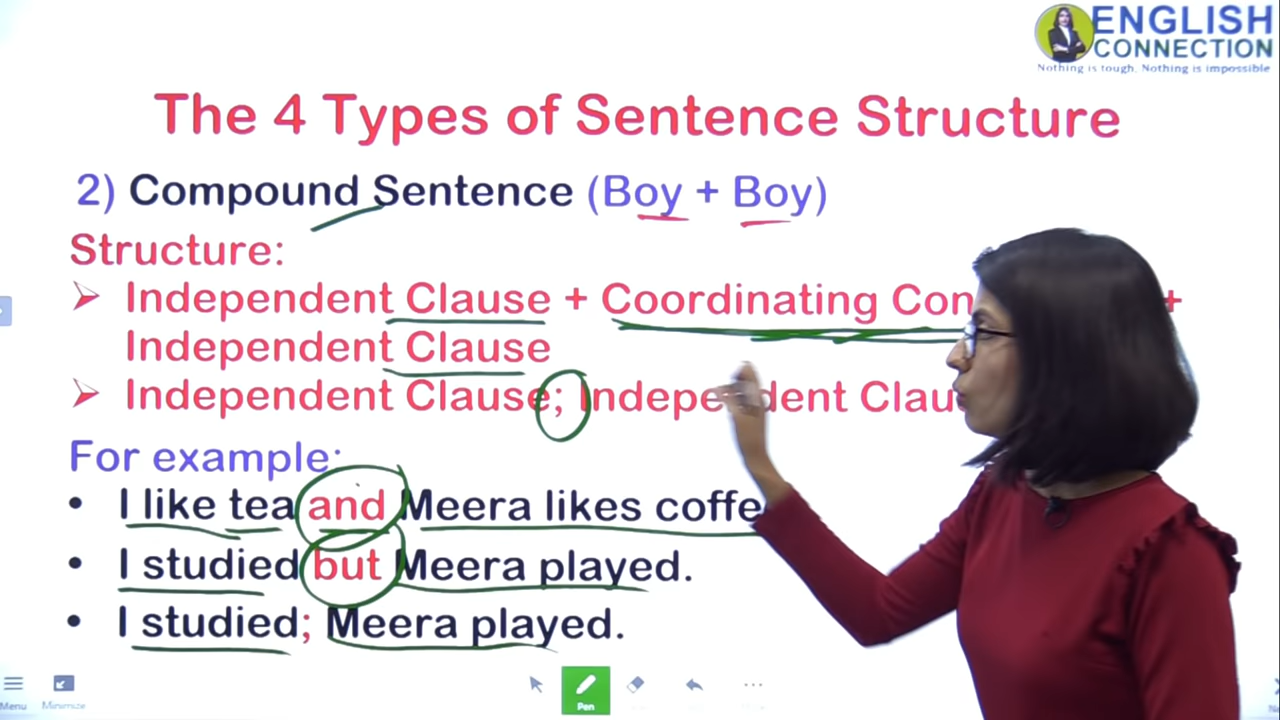 ENGLISH
CONNECTION
Nothing is tough, Nothing is impossible
The 4 Types of Sentence Structure
2) Compound Sentence (Boy + Boy)
Structure:
➢ Independent Clause + Coordinating Con +
Independent Clause
➢ Independent Clause; Independent Clau
For example:
• I like tea and Meera likes coffe
• I studied but Meera played.
• I studied; Meera played.
Menu
Minimize
Pen